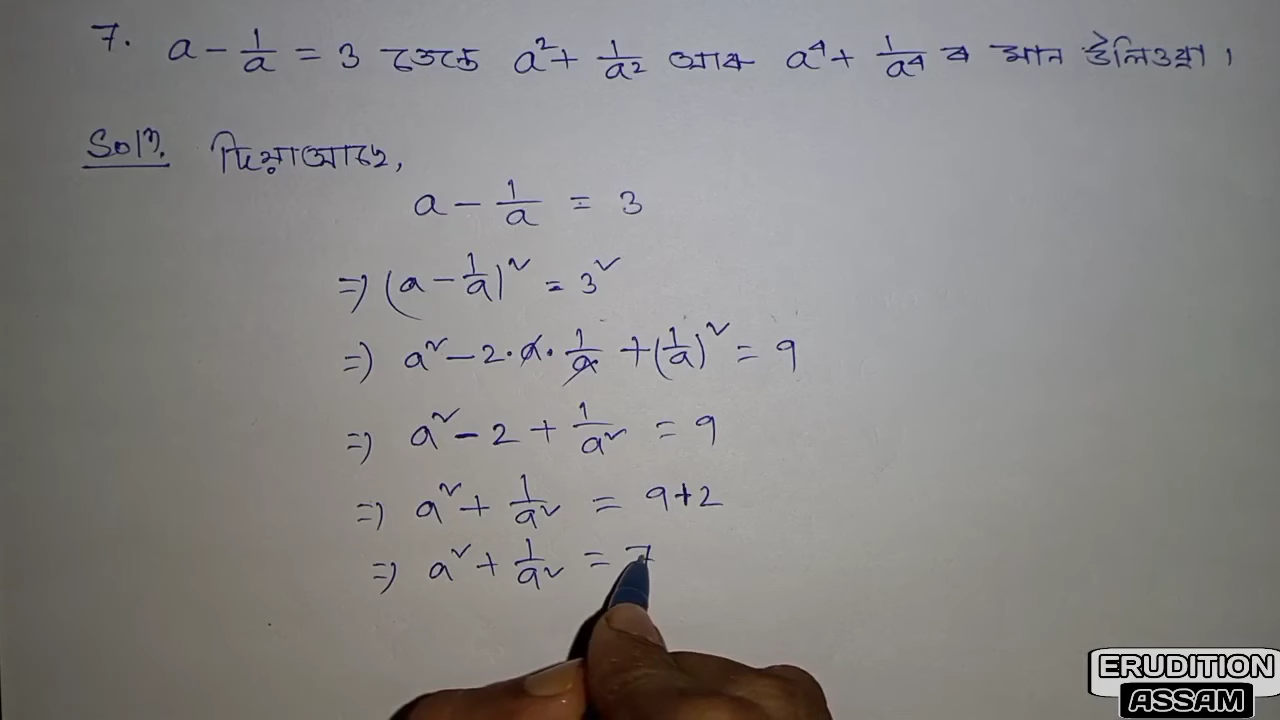 7. a - 1/a = 3 তেন্তে a² + 1/a² আৰু a⁴ + 1/a⁴ ৰ মান উলিওৱা।
Solⁿ. দিয়া আছে,
a - 1/a = 3
⇒ (a - 1/a)² = 3²
⇒ a² - 2·a·1/a + (1/a)² = 9
⇒ a² - 2 + 1/a² = 9
⇒ a² + 1/a² = 9+2
⇒ a² + 1/a² = 7
ERUDITION
ASSAM